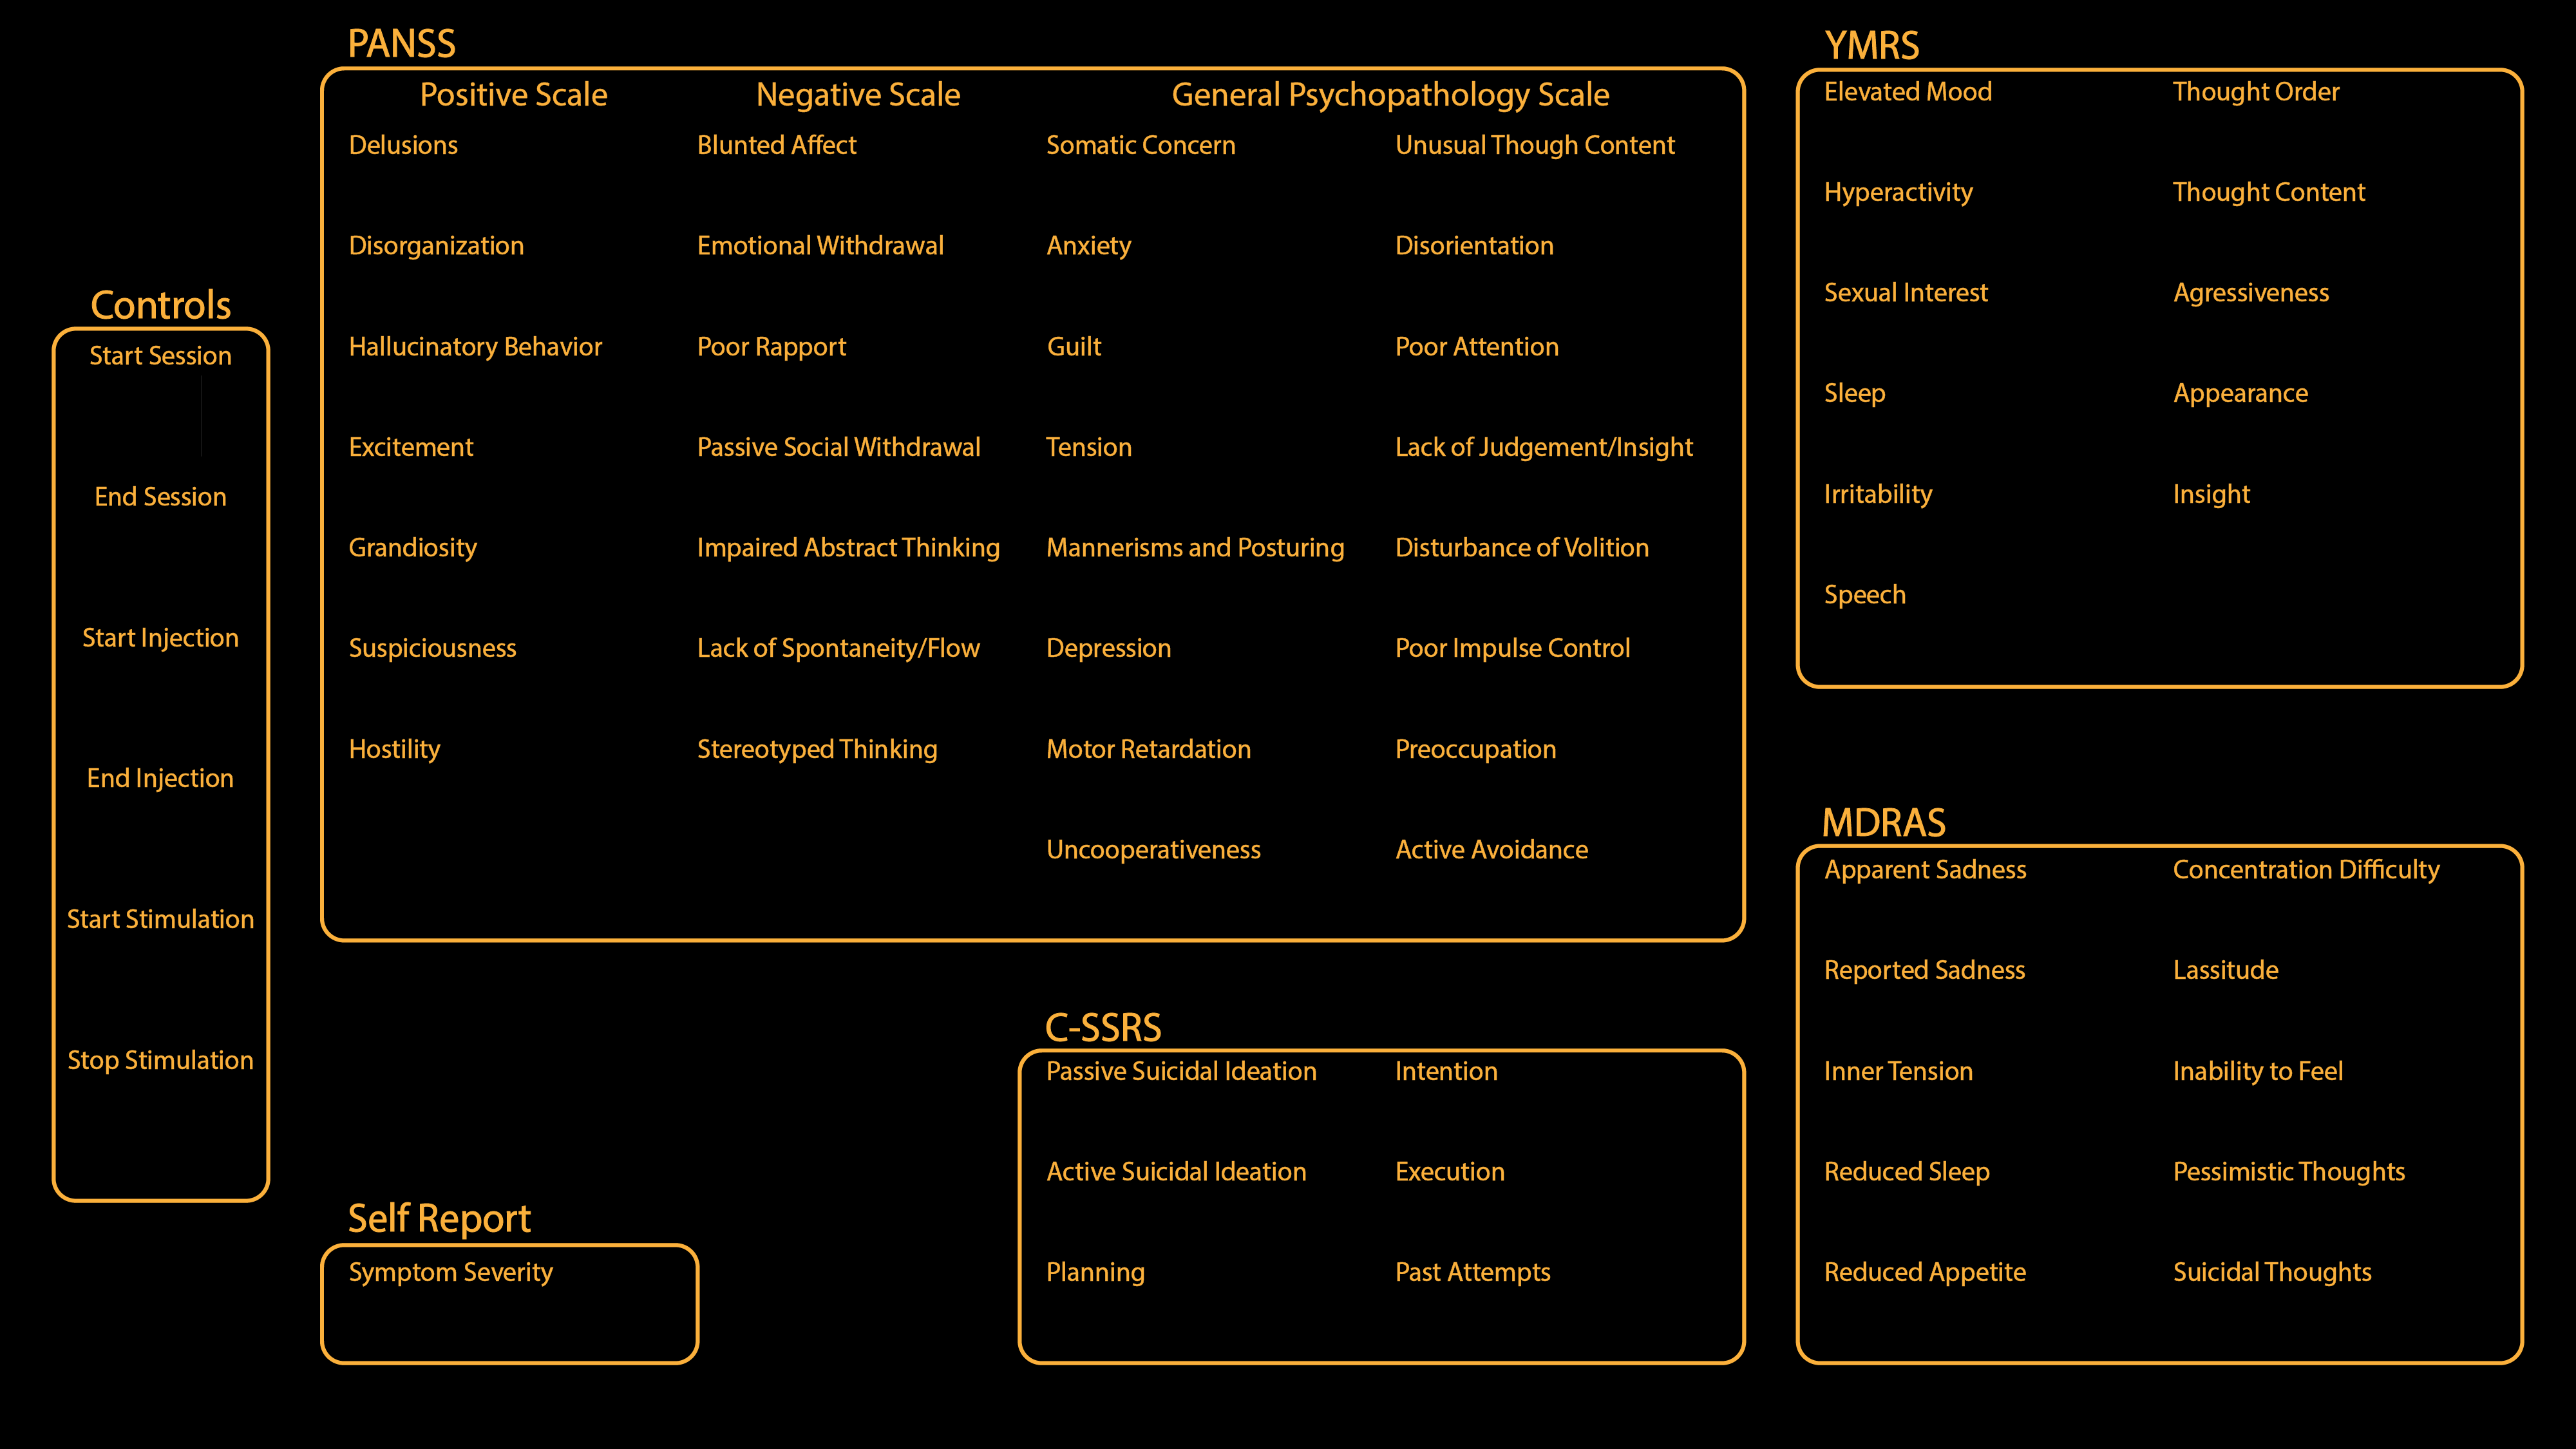 Controls
Start Session
End Session
Start Injection
End Injection
Start Stimulation
Stop Stimulation
PANSS
Positive Scale
Delusions
Disorganization
Hallucinatory Behavior
Excitement
Grandiosity
Suspiciousness
Hostility
Negative Scale
Blunted Affect
Emotional Withdrawal
Poor Rapport
Passive Social Withdrawal
Impaired Abstract Thinking
Lack of Spontaneity/Flow
Stereotyped Thinking
General Psychopathology Scale
Somatic Concern
Anxiety
Guilt
Tension
Mannerisms and Posturing
Depression
Motor Retardation
Uncooperativeness
Unusual Though Content
Disorientation
Poor Attention
Lack of Judgement/Insight
Disturbance of Volition
Poor Impulse Control
Preoccupation
Active Avoidance
Self Report
Symptom Severity
C-SSRS
Passive Suicidal Ideation
Active Suicidal Ideation
Planning
Intention
Execution
Past Attempts
YMRS
Elevated Mood
Hyperactivity
Sexual Interest
Sleep
Irritability
Speech
Thought Order
Thought Content
Agressiveness
Appearance
Insight
MDRAS
Apparent Sadness
Reported Sadness
Inner Tension
Reduced Sleep
Reduced Appetite
Concentration Difficulty
Lassitude
Inability to Feel
Pessimistic Thoughts
Suicidal Thoughts